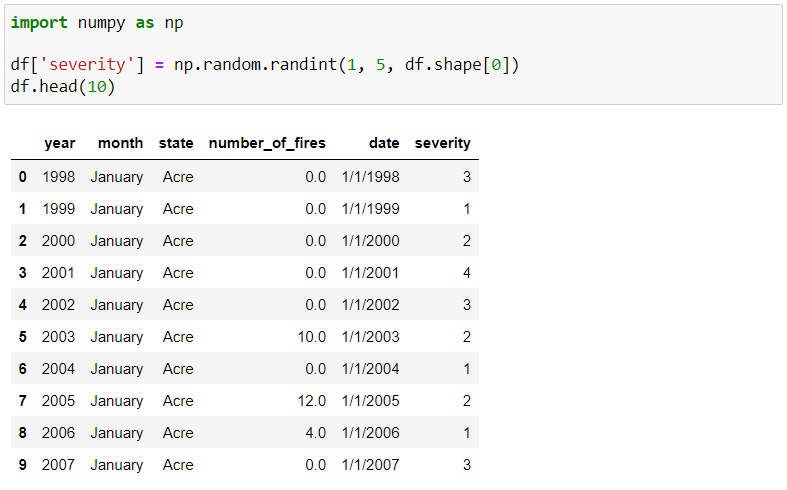 import numpy as np
df['severity'] = np.random.randint(1, 5, df.shape[0])
df.head(10)
year month state number_of_fires date severity
0 1998 January Acre 0.0 1/1/1998 3
1 1999 January Acre 0.0 1/1/1999 1
2 2000 January Acre 0.0 1/1/2000 2
3 2001 January Acre 0.0 1/1/2001 4
4 2002 January Acre 0.0 1/1/2002 3
5 2003 January Acre 10.0 1/1/2003 2
6 2004 January Acre 0.0 1/1/2004 1
7 2005 January Acre 12.0 1/1/2005 2
8 2006 January Acre 4.0 1/1/2006 1
9 2007 January Acre 0.0 1/1/2007 3